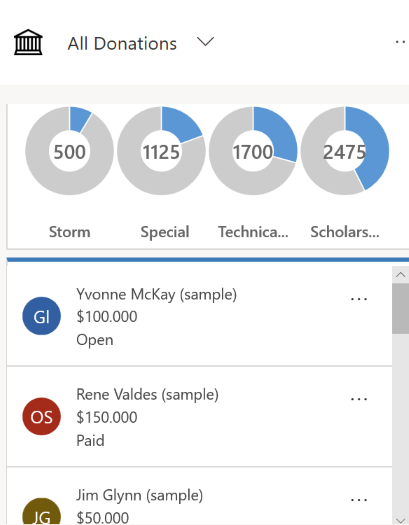 All Donations
500 1125 1700 2475
Storm Special Technica... Scholars...
GI
Yvonne McKay (sample)
$100.000
Open
OS
Rene Valdes (sample)
$150.000
Paid
JG
Jim Glynn (sample)
$50.000